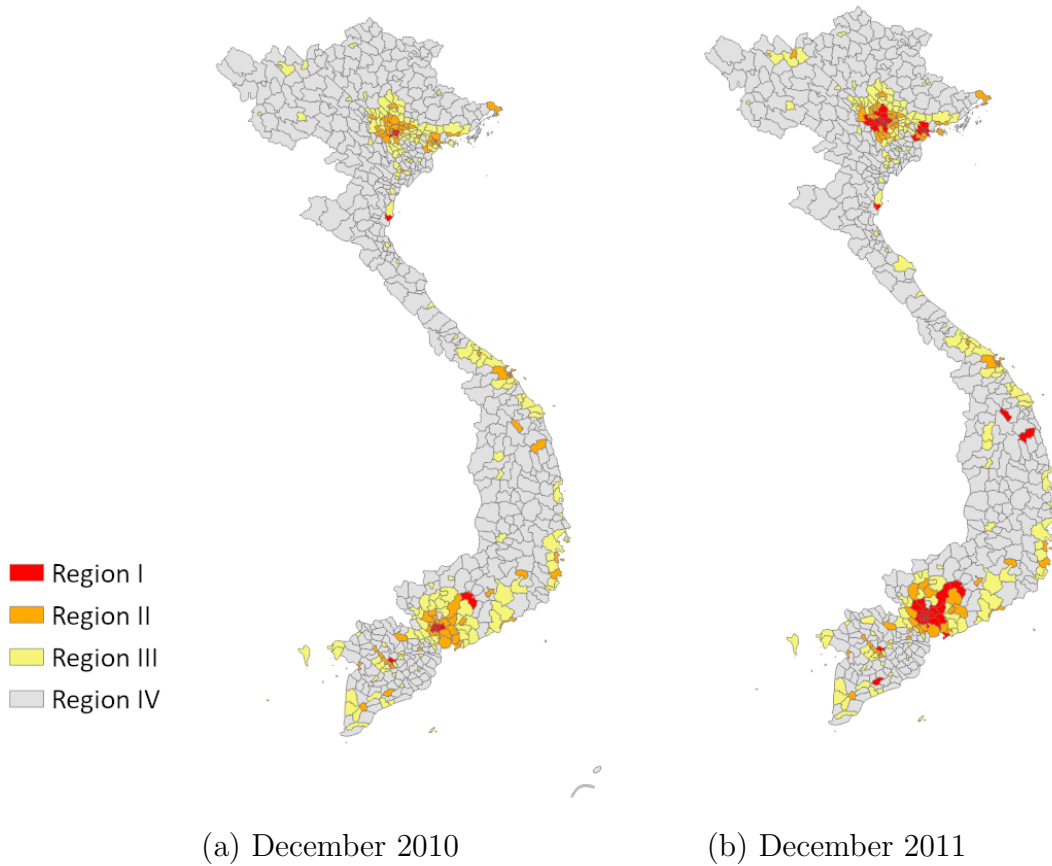 Region I
Region II
Region III
Region IV
(a) December 2010
(b) December 2011